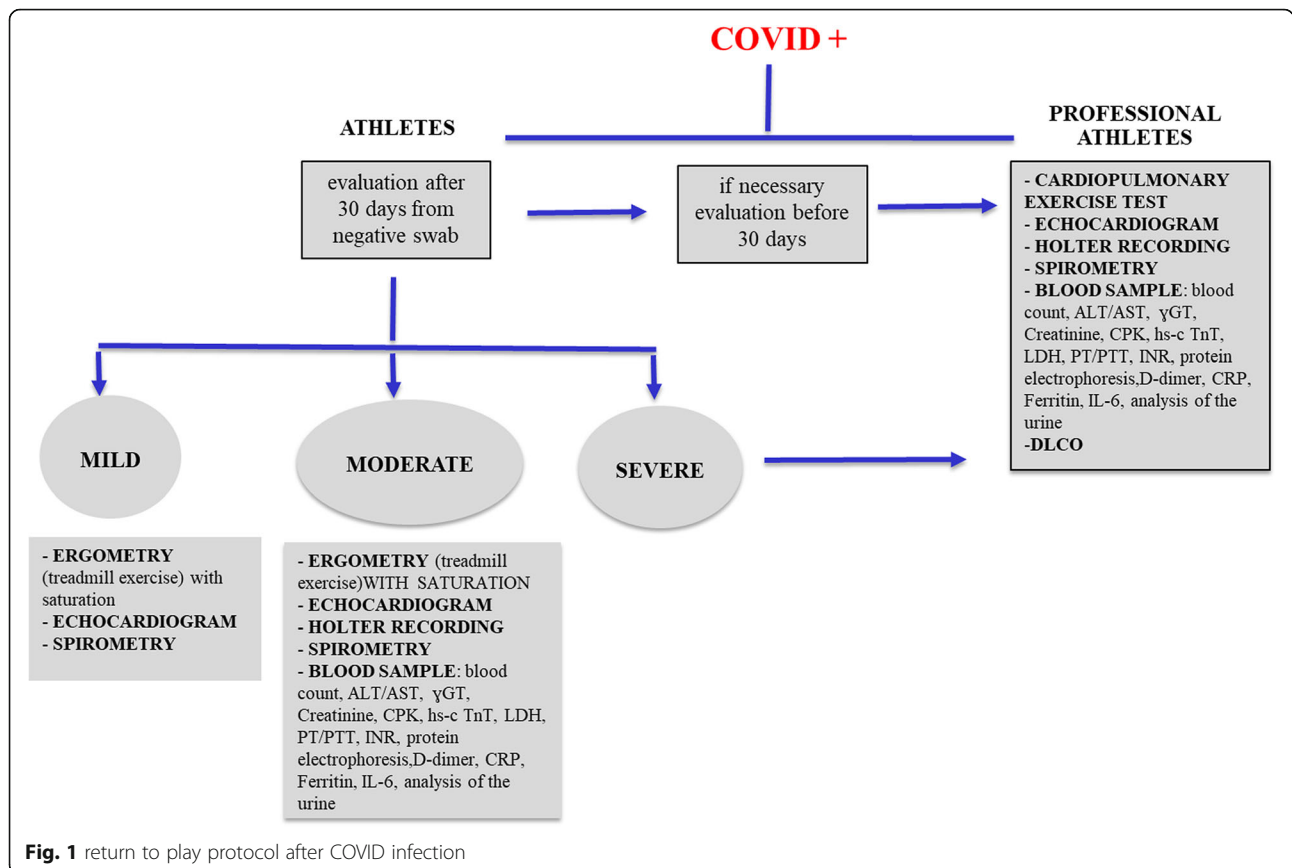 COVID +
ATHLETES
evaluation after
30 days from
negative swab
if necessary
evaluation before
30 days
PROFESSIONAL
ATHLETES
- CARDIOPULMONARY
EXERCISE TEST
- ECHOCARDIOGRAM
- HOLTER RECORDING
- SPIROMETRY
- BLOOD SAMPLE: blood
count, ALT/AST, ɣGT,
Creatinine, CPK, hs-c TnT,
LDH, PT/PTT, INR, protein
electrophoresis,D-dimer, CRP,
Ferritin, IL-6, analysis of the
urine
-DLCO
MILD
MODERATE
SEVERE
- ERGOMETRY
(treadmill exercise) with
saturation
- ECHOCARDIOGRAM
- SPIROMETRY
- ERGOMETRY (treadmill
exercise)WITH SATURATION
- ECHOCARDIOGRAM
- HOLTER RECORDING
- SPIROMETRY
- BLOOD SAMPLE: blood
count, ALT/AST, ɣGT,
Creatinine, CPK, hs-c TnT, LDH,
PT/PTT, INR, protein
electrophoresis,D-dimer, CRP,
Ferritin, IL-6, analysis of the
urine
Fig. 1 return to play protocol after COVID infection